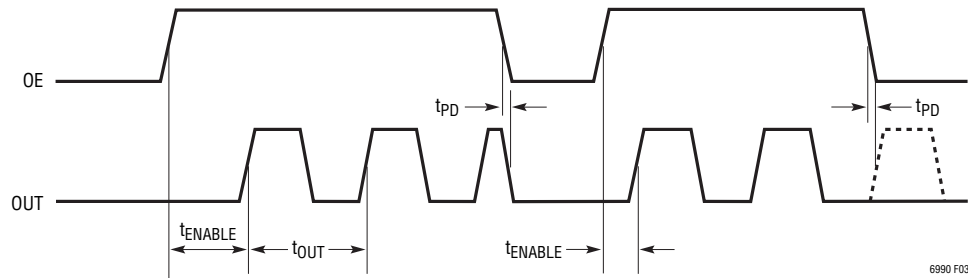 OE
tPD
tPD
OUT
tENABLE
tOUT
tENABLE
6990 F03